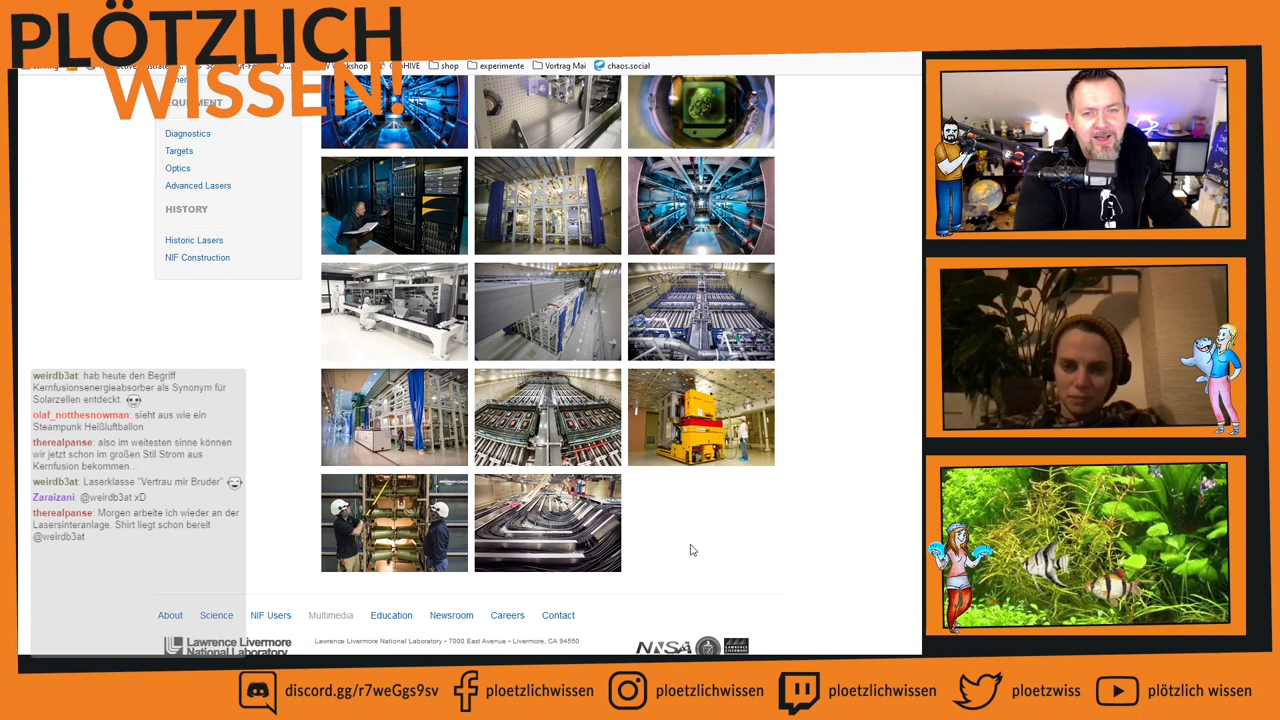 PLÖTZLICH
WISSEN!
shop
experimente
Vortrag Mai
chaos.social
EQUIPMENT
Diagnostics
Targets
Optics
Advanced Lasers
HISTORY
Historic Lasers
NIF Construction
weirdb3at: hab heute den Begriff
Kernfusionsenergieabsorber als Synonym für
Solarzellen entdeckt.
olaf_notthesnowman: sieht aus wie ein
Steampunk Heißluftballon
therealpanse: also im weitesten sinne können
wir jetzt schon im großen Stil Strom aus
Kernfusion bekommen...
weirdb3at: Laserklasse "Vertrau mir Bruder"
Zaraizani: @weirdb3at xD
therealpanse: Morgen arbeite ich wieder an der
Lasersinteranlage. Shirt liegt schon bereit
@weirdb3at
About Science NIF Users Multimedia Education Newsroom Careers Contact
Lawrence Livermore
National Laboratory
Lawrence Livermore National Laboratory • 7000 East Avenue • Livermore, CA 94550
NNSA
discord.gg/r7weGgs9sv ploetzlichwissen ploetzlichwissen ploetzlichwissen ploetzwiss plötzlich wissen